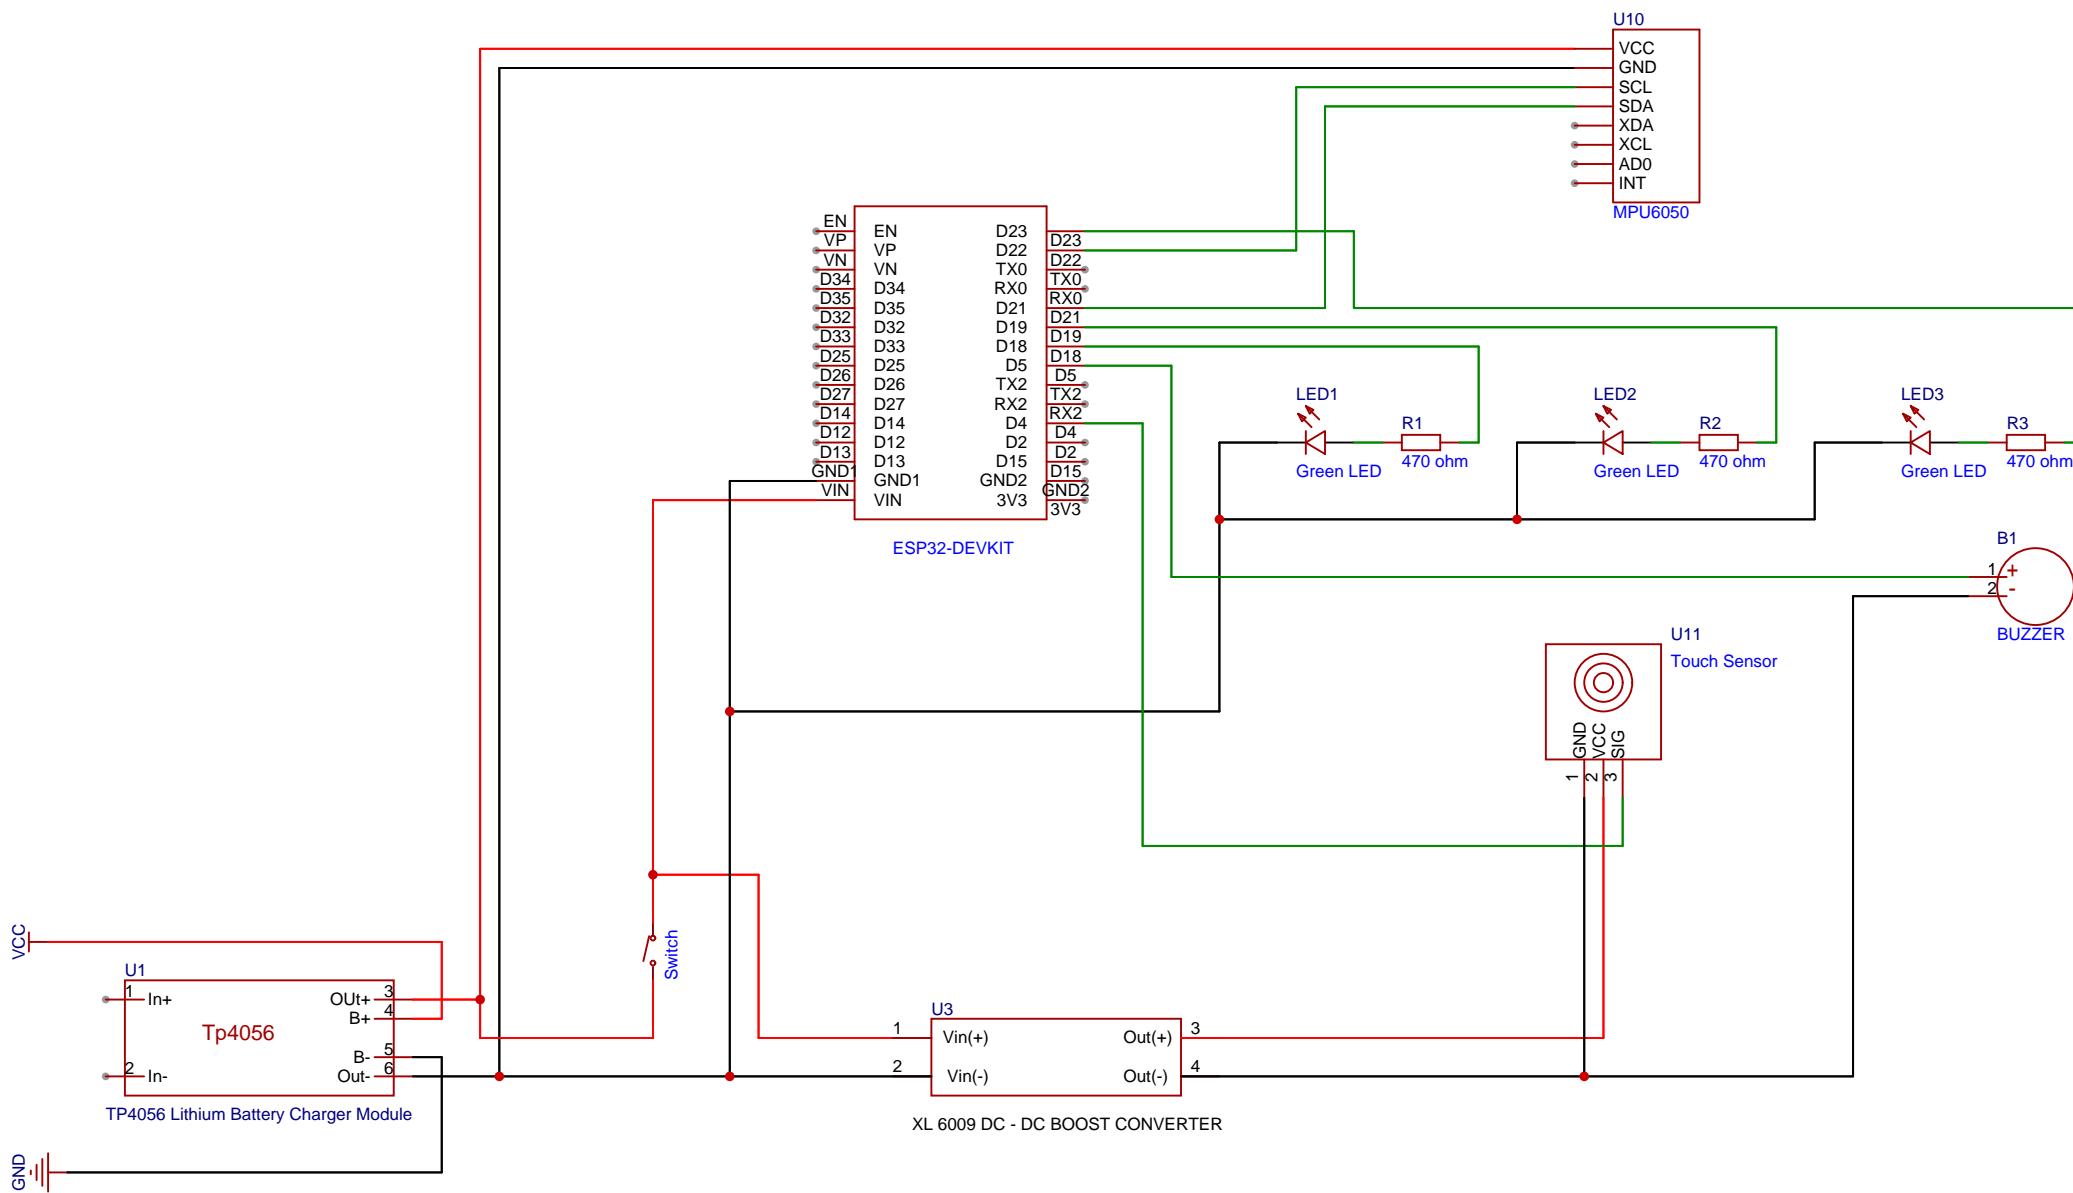 U10
VCC
GND
SCL
SDA
XDA
XCL
AD0
INT
MPU6050
EN
VP
VN
D34
D35
D32
D33
D25
D26
D27
D14
D12
D13
GND1
VIN
EN
VP
VN
D34
D35
D32
D33
D25
D26
D27
D14
D12
D13
GND1
VIN
D23
D22
TX0
RX0
D21
D19
D18
D5
TX2
RX2
D4
D2
D15
GND2
3V3
D23
D22
TX0
RX0
D21
D19
D18
D5
TX2
RX2
D4
D2
D15
GND2
3V3
ESP32-DEVKIT
LED1
Green LED
R1
470 ohm
LED2
Green LED
R2
470 ohm
LED3
Green LED
R3
470 ohm
B1
1 +
2 -
BUZZER
U11
Touch Sensor
GND
VCC
SIG
1
2
3
Switch
VCC
U1
1 In+
2 In-
Tp4056
OUt+ 3
B+ 4
B- 5
Out- 6
TP4056 Lithium Battery Charger Module
GND
U3
1 Vin(+)
2 Vin(-)
Out(+) 3
Out(-) 4
XL 6009 DC - DC BOOST CONVERTER